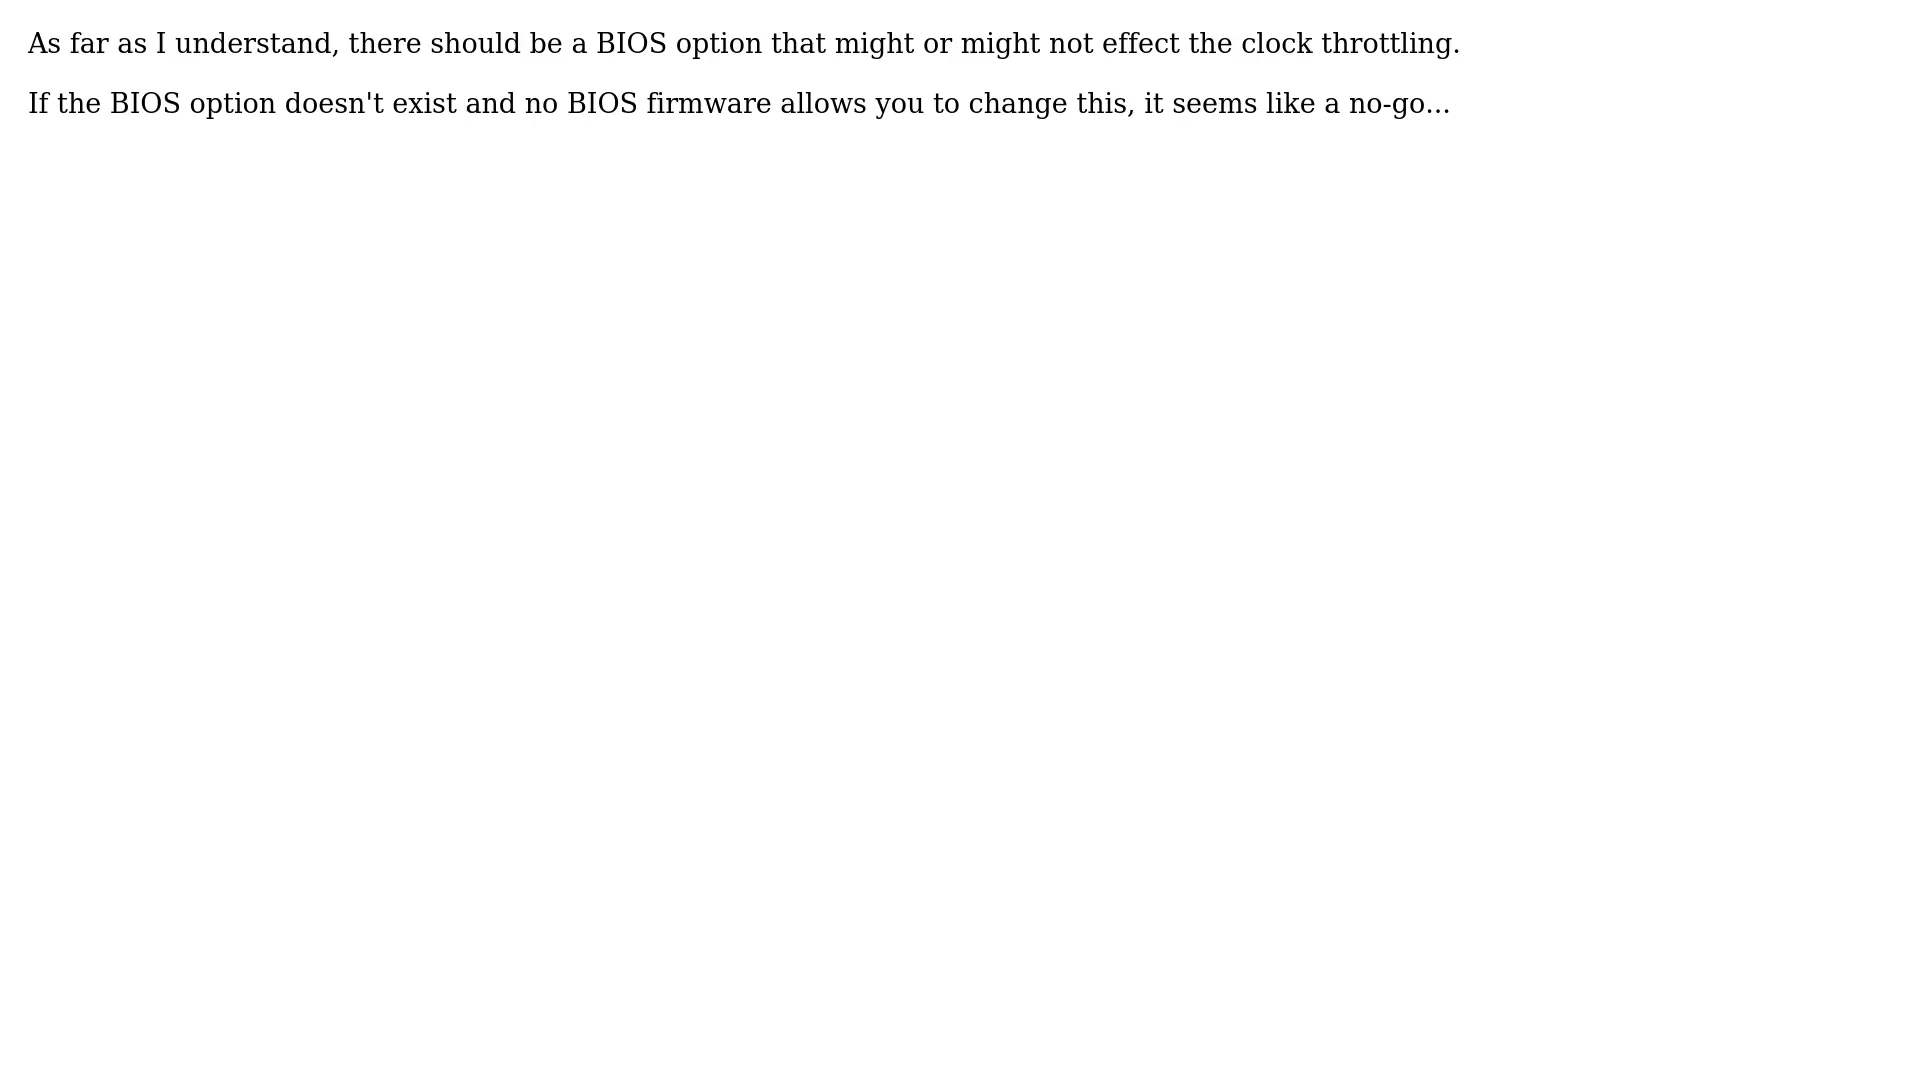 As far as I understand, there should be a BIOS option that might or might not effect the clock throttling.
If the BIOS option doesn't exist and no BIOS firmware allows you to change this, it seems like a no-go...